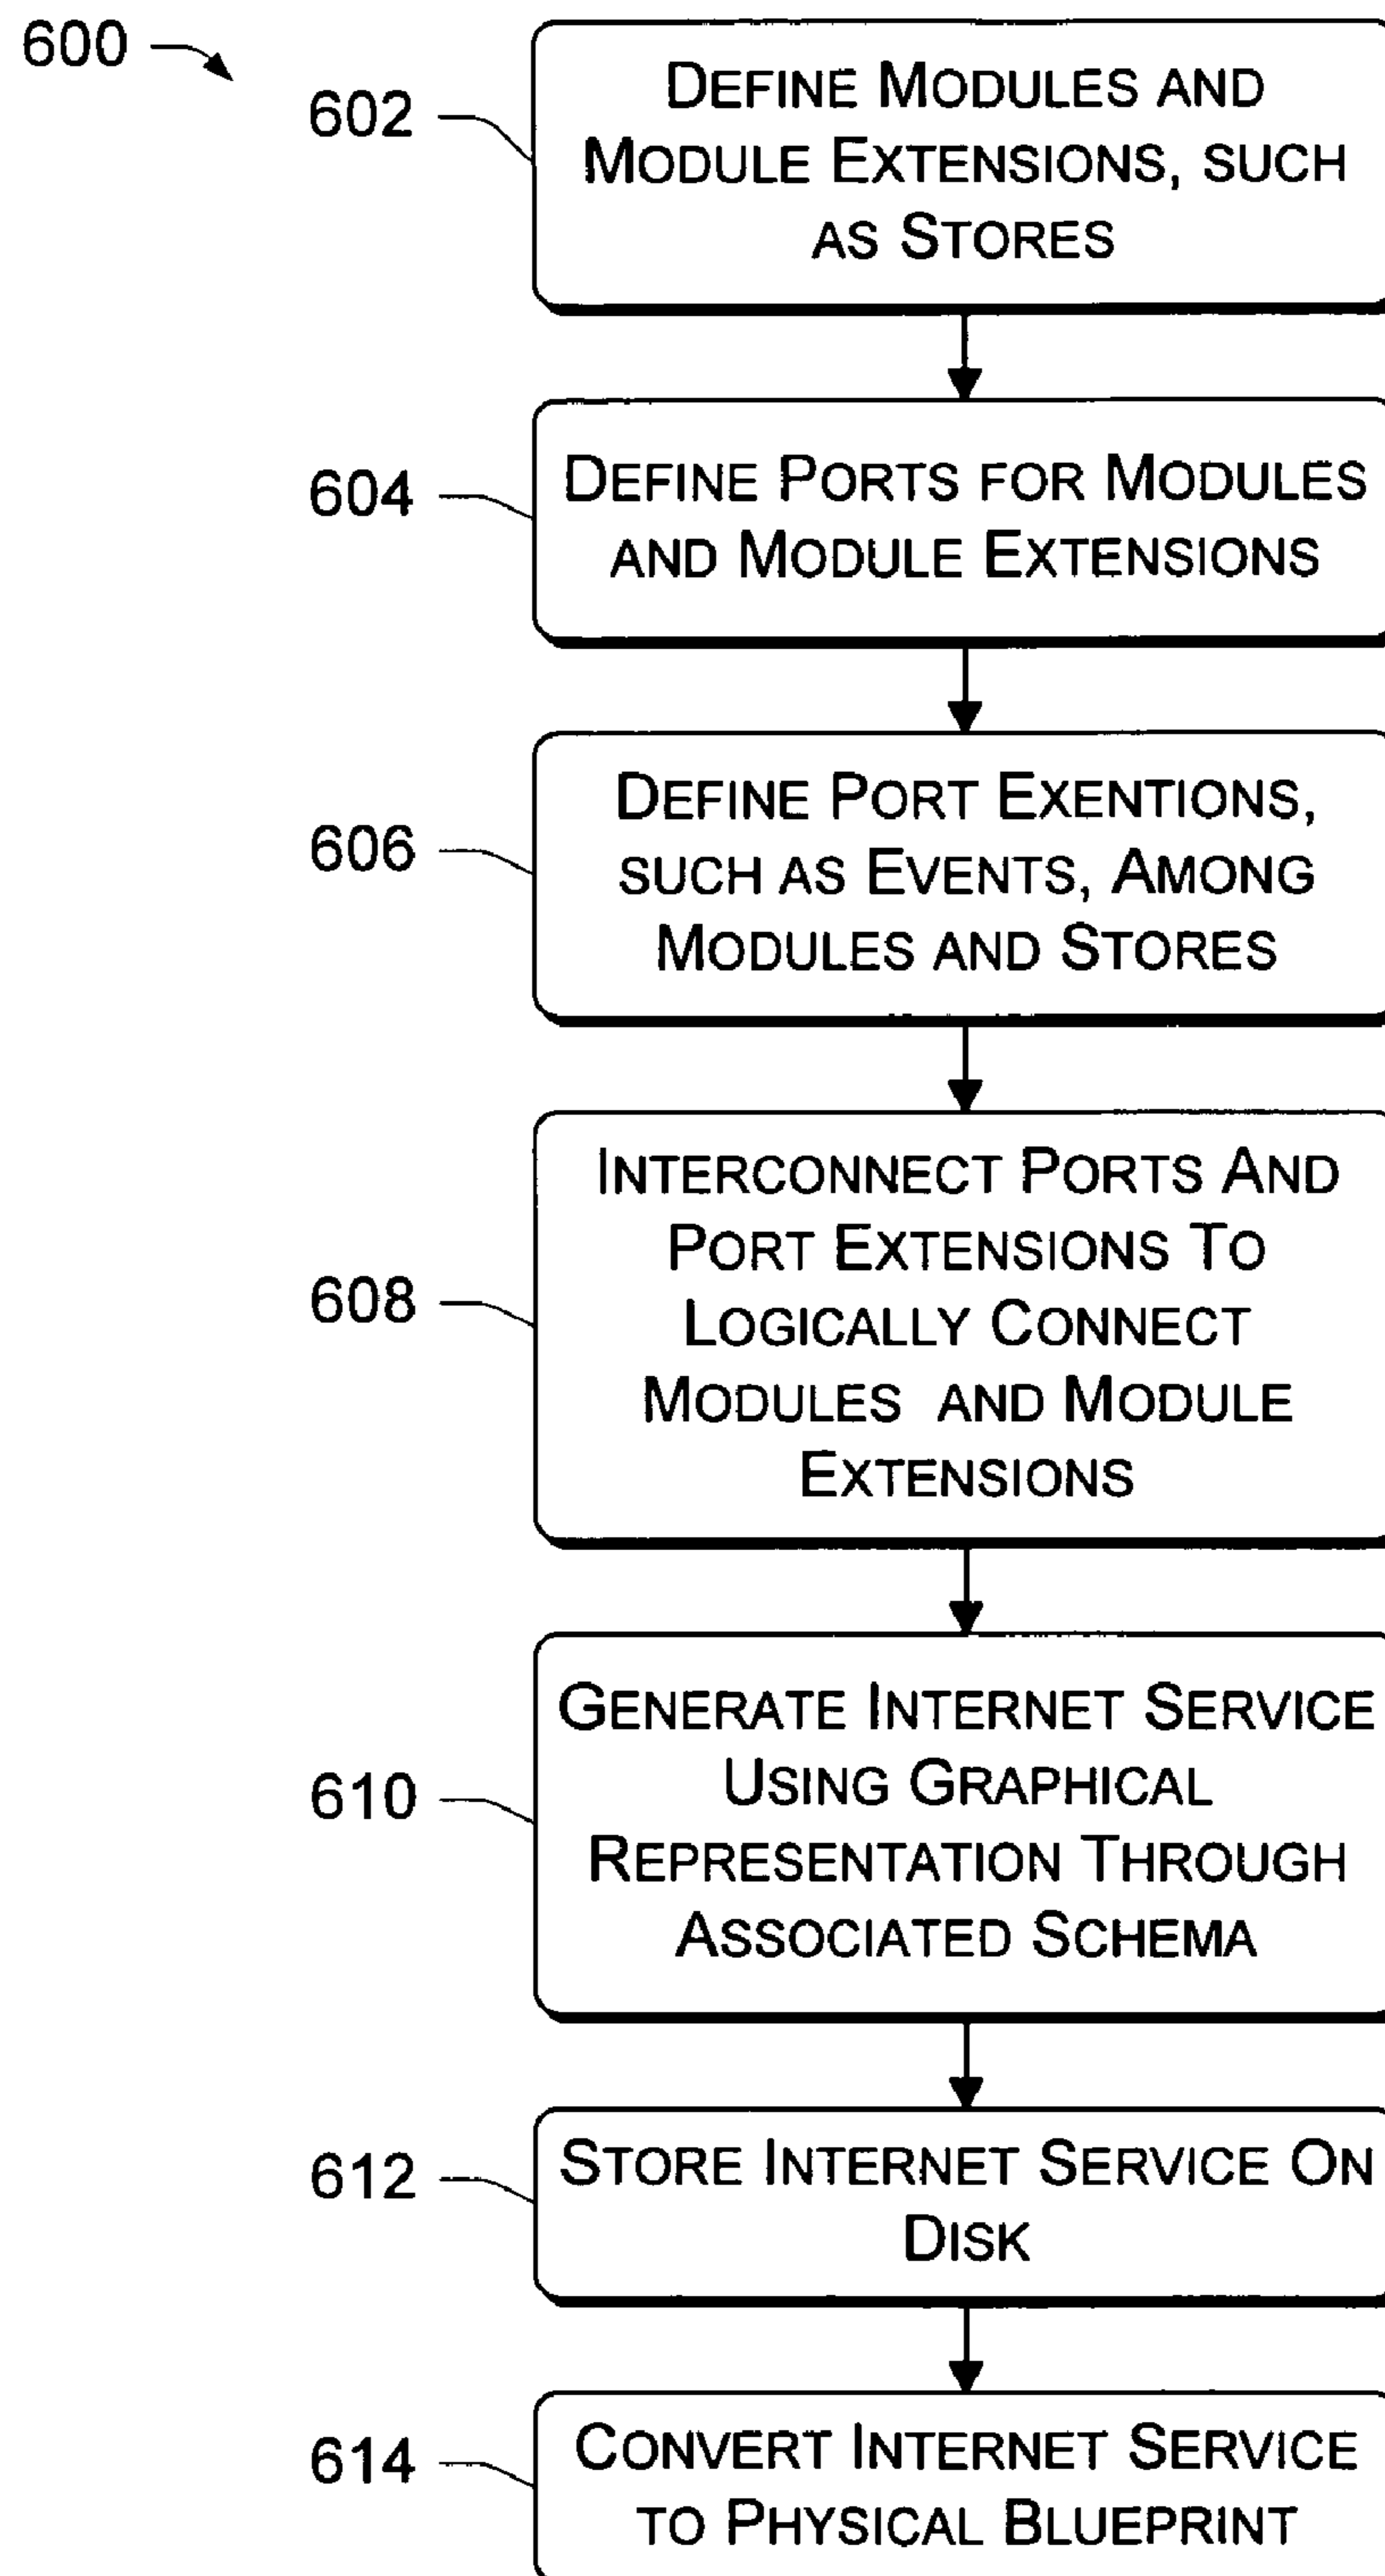 600
602
DEFINE MODULES AND
MODULE EXTENSIONS, SUCH
AS STORES
604
DEFINE PORTS FOR MODULES
AND MODULE EXTENSIONS
606
DEFINE PORT EXENTIONS,
SUCH AS EVENTS, AMONG
MODULES AND STORES
608
INTERCONNECT PORTS AND
PORT EXTENSIONS TO
LOGICALLY CONNECT
MODULES AND MODULE
EXTENSIONS
610
GENERATE INTERNET SERVICE
USING GRAPHICAL
REPRESENTATION THROUGH
ASSOCIATED SCHEMA
612
STORE INTERNET SERVICE ON
DISK
614
CONVERT INTERNET SERVICE
TO PHYSICAL BLUEPRINT